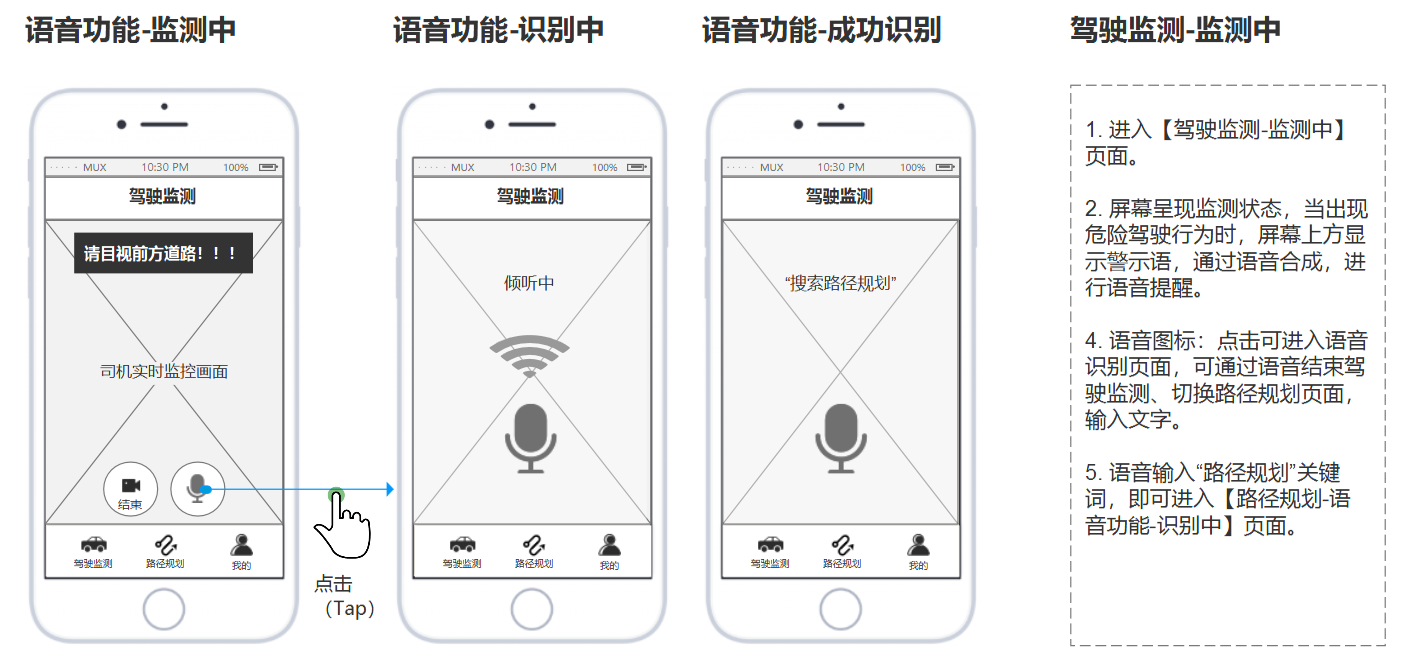 语音功能-监测中
语音功能-识别中
语音功能-成功识别
驾驶监测-监测中
MUX 10:30 PM 100%
驾驶监测
请目视前方道路！！！
司机实时监控画面
结束
驾驶监测 路径规划 我的
点击
（Tap）
MUX 10:30 PM 100%
驾驶监测
倾听中
驾驶监测 路径规划 我的
MUX 10:30 PM 100%
驾驶监测
“搜索路径规划”
驾驶监测 路径规划 我的
1. 进入【驾驶监测-监测中】
页面。
2. 屏幕呈现监测状态，当出现
危险驾驶行为时，屏幕上方显
示警示语，通过语音合成，进
行语音提醒。
4. 语音图标：点击可进入语音
识别页面，可通过语音结束驾
驶监测、切换路径规划页面，
输入文字。
5. 语音输入“路径规划”关键
词，即可进入【路径规划-语
音功能-识别中】页面。